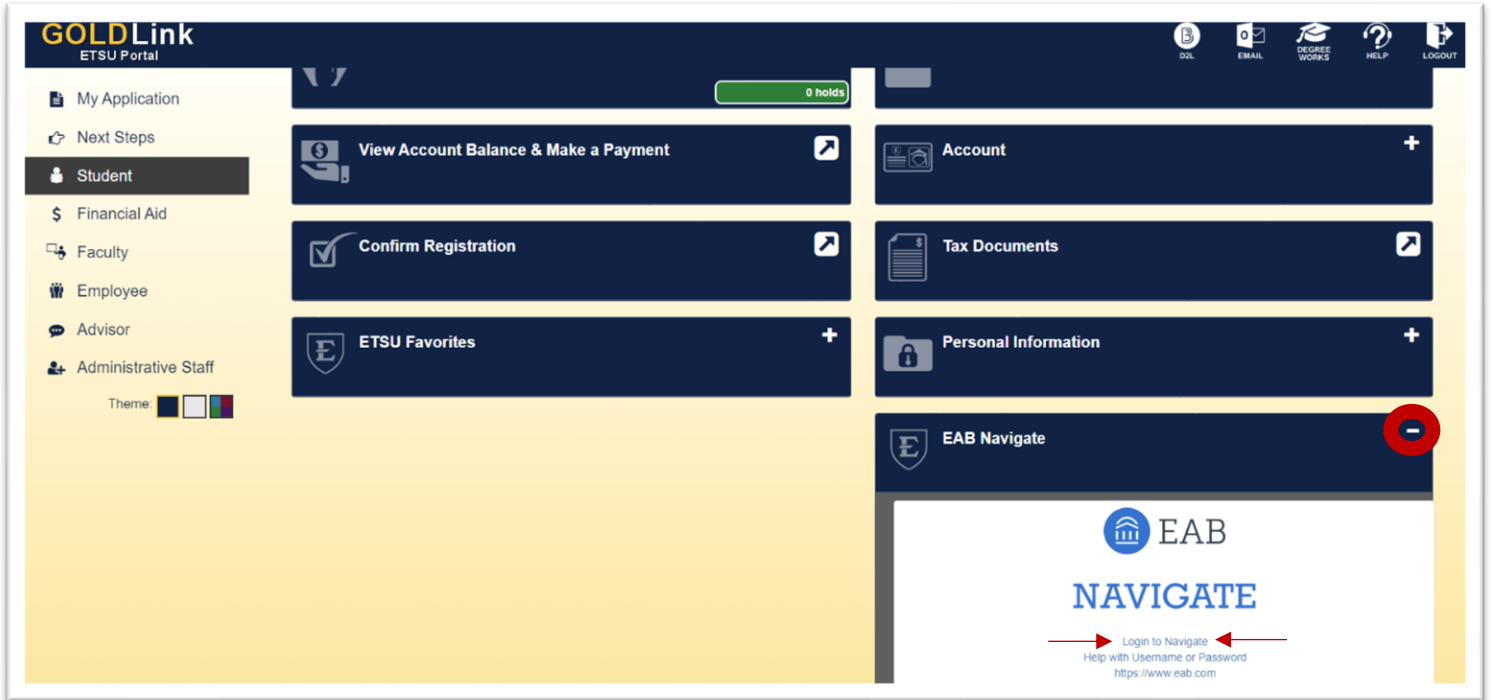 GOLDLink
ETSU Portal
D2L
EMAIL
DEGREE
WORKS
HELP
LOGOUT
My Application
Next Steps
Student
Financial Aid
Faculty
Employee
Advisor
Administrative Staff
Theme:
0 holds
View Account Balance & Make a Payment
Account
Confirm Registration
Tax Documents
ETSU Favorites
Personal Information
EAB Navigate
EAB
NAVIGATE
Login to Navigate
Help with Username or Password
https://www.eab.com